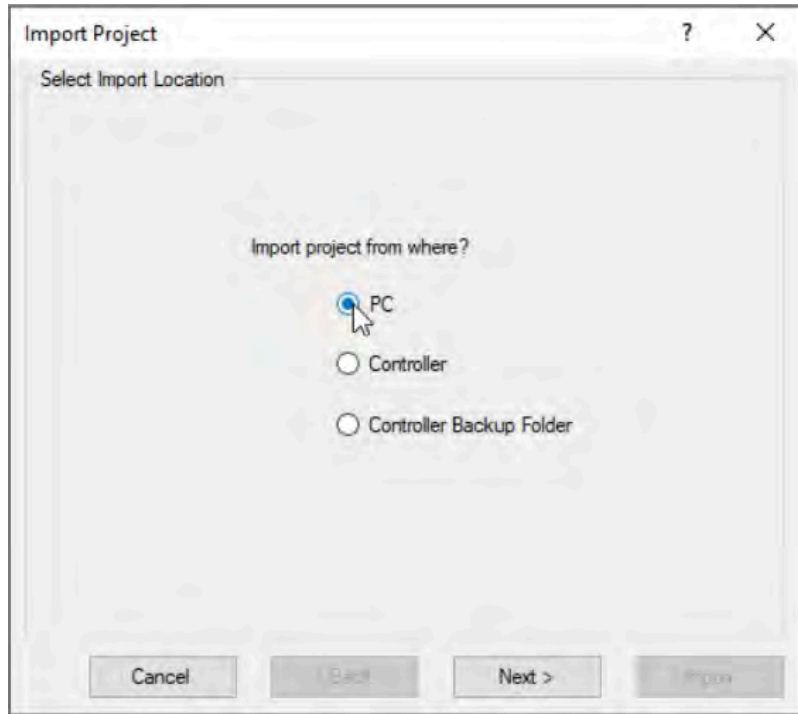 Import Project
?
Select Import Location
Import project from where?
PC
Controller
Controller Backup Folder
Cancel
Next >